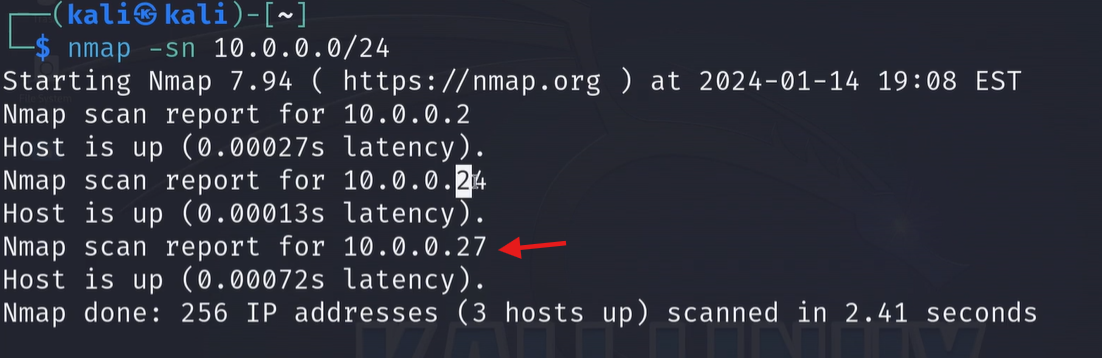 ┌──(kali㉿kali)-[~]
└─$ nmap -sn 10.0.0.0/24
Starting Nmap 7.94 ( https://nmap.org ) at 2024-01-14 19:08 EST
Nmap scan report for 10.0.0.2
Host is up (0.00027s latency).
Nmap scan report for 10.0.0.24
Host is up (0.00013s latency).
Nmap scan report for 10.0.0.27
Host is up (0.00072s latency).
Nmap done: 256 IP addresses (3 hosts up) scanned in 2.41 seconds